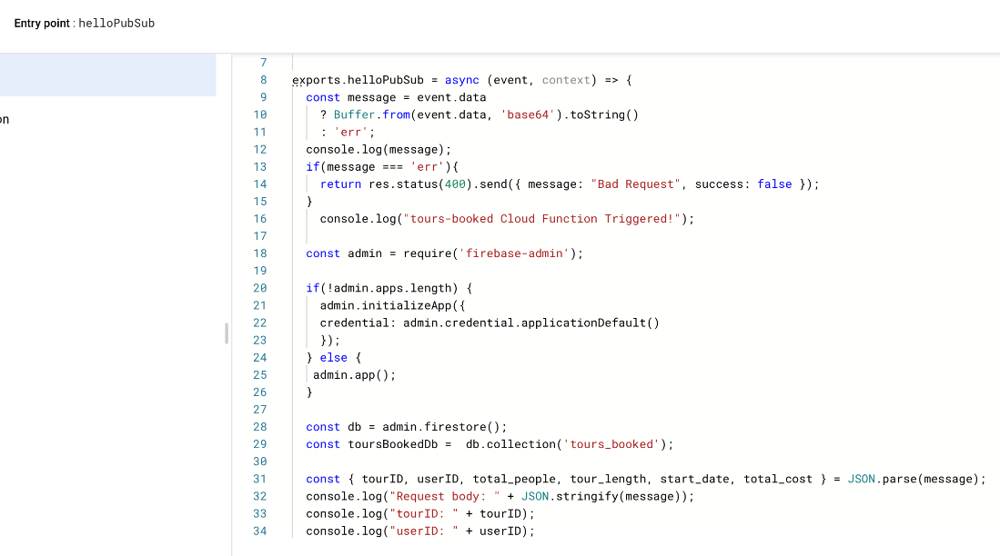 Entry point : helloPubSub
on
7
8 exports.helloPubSub = async (event, context) => {
9 const message = event.data
10 ? Buffer.from(event.data, 'base64').toString()
11 : 'err';
12 console.log(message);
13 if(message === 'err'){
14 return res.status(400).send({ message: "Bad Request", success: false });
15 }
16 console.log("tours-booked Cloud Function Triggered!");
17
18 const admin = require('firebase-admin');
19
20 if(!admin.apps.length) {
21 admin.initializeApp({
22 credential: admin.credential.applicationDefault()
23 });
24 } else {
25 admin.app();
26 }
27
28 const db = admin.firestore();
29 const toursBookedDb =  db.collection('tours_booked');
30
31 const { tourID, userID, total_people, tour_length, start_date, total_cost } = JSON.parse(message);
32 console.log("Request body: " + JSON.stringify(message));
33 console.log("tourID: " + tourID);
34 console.log("userID: " + userID);